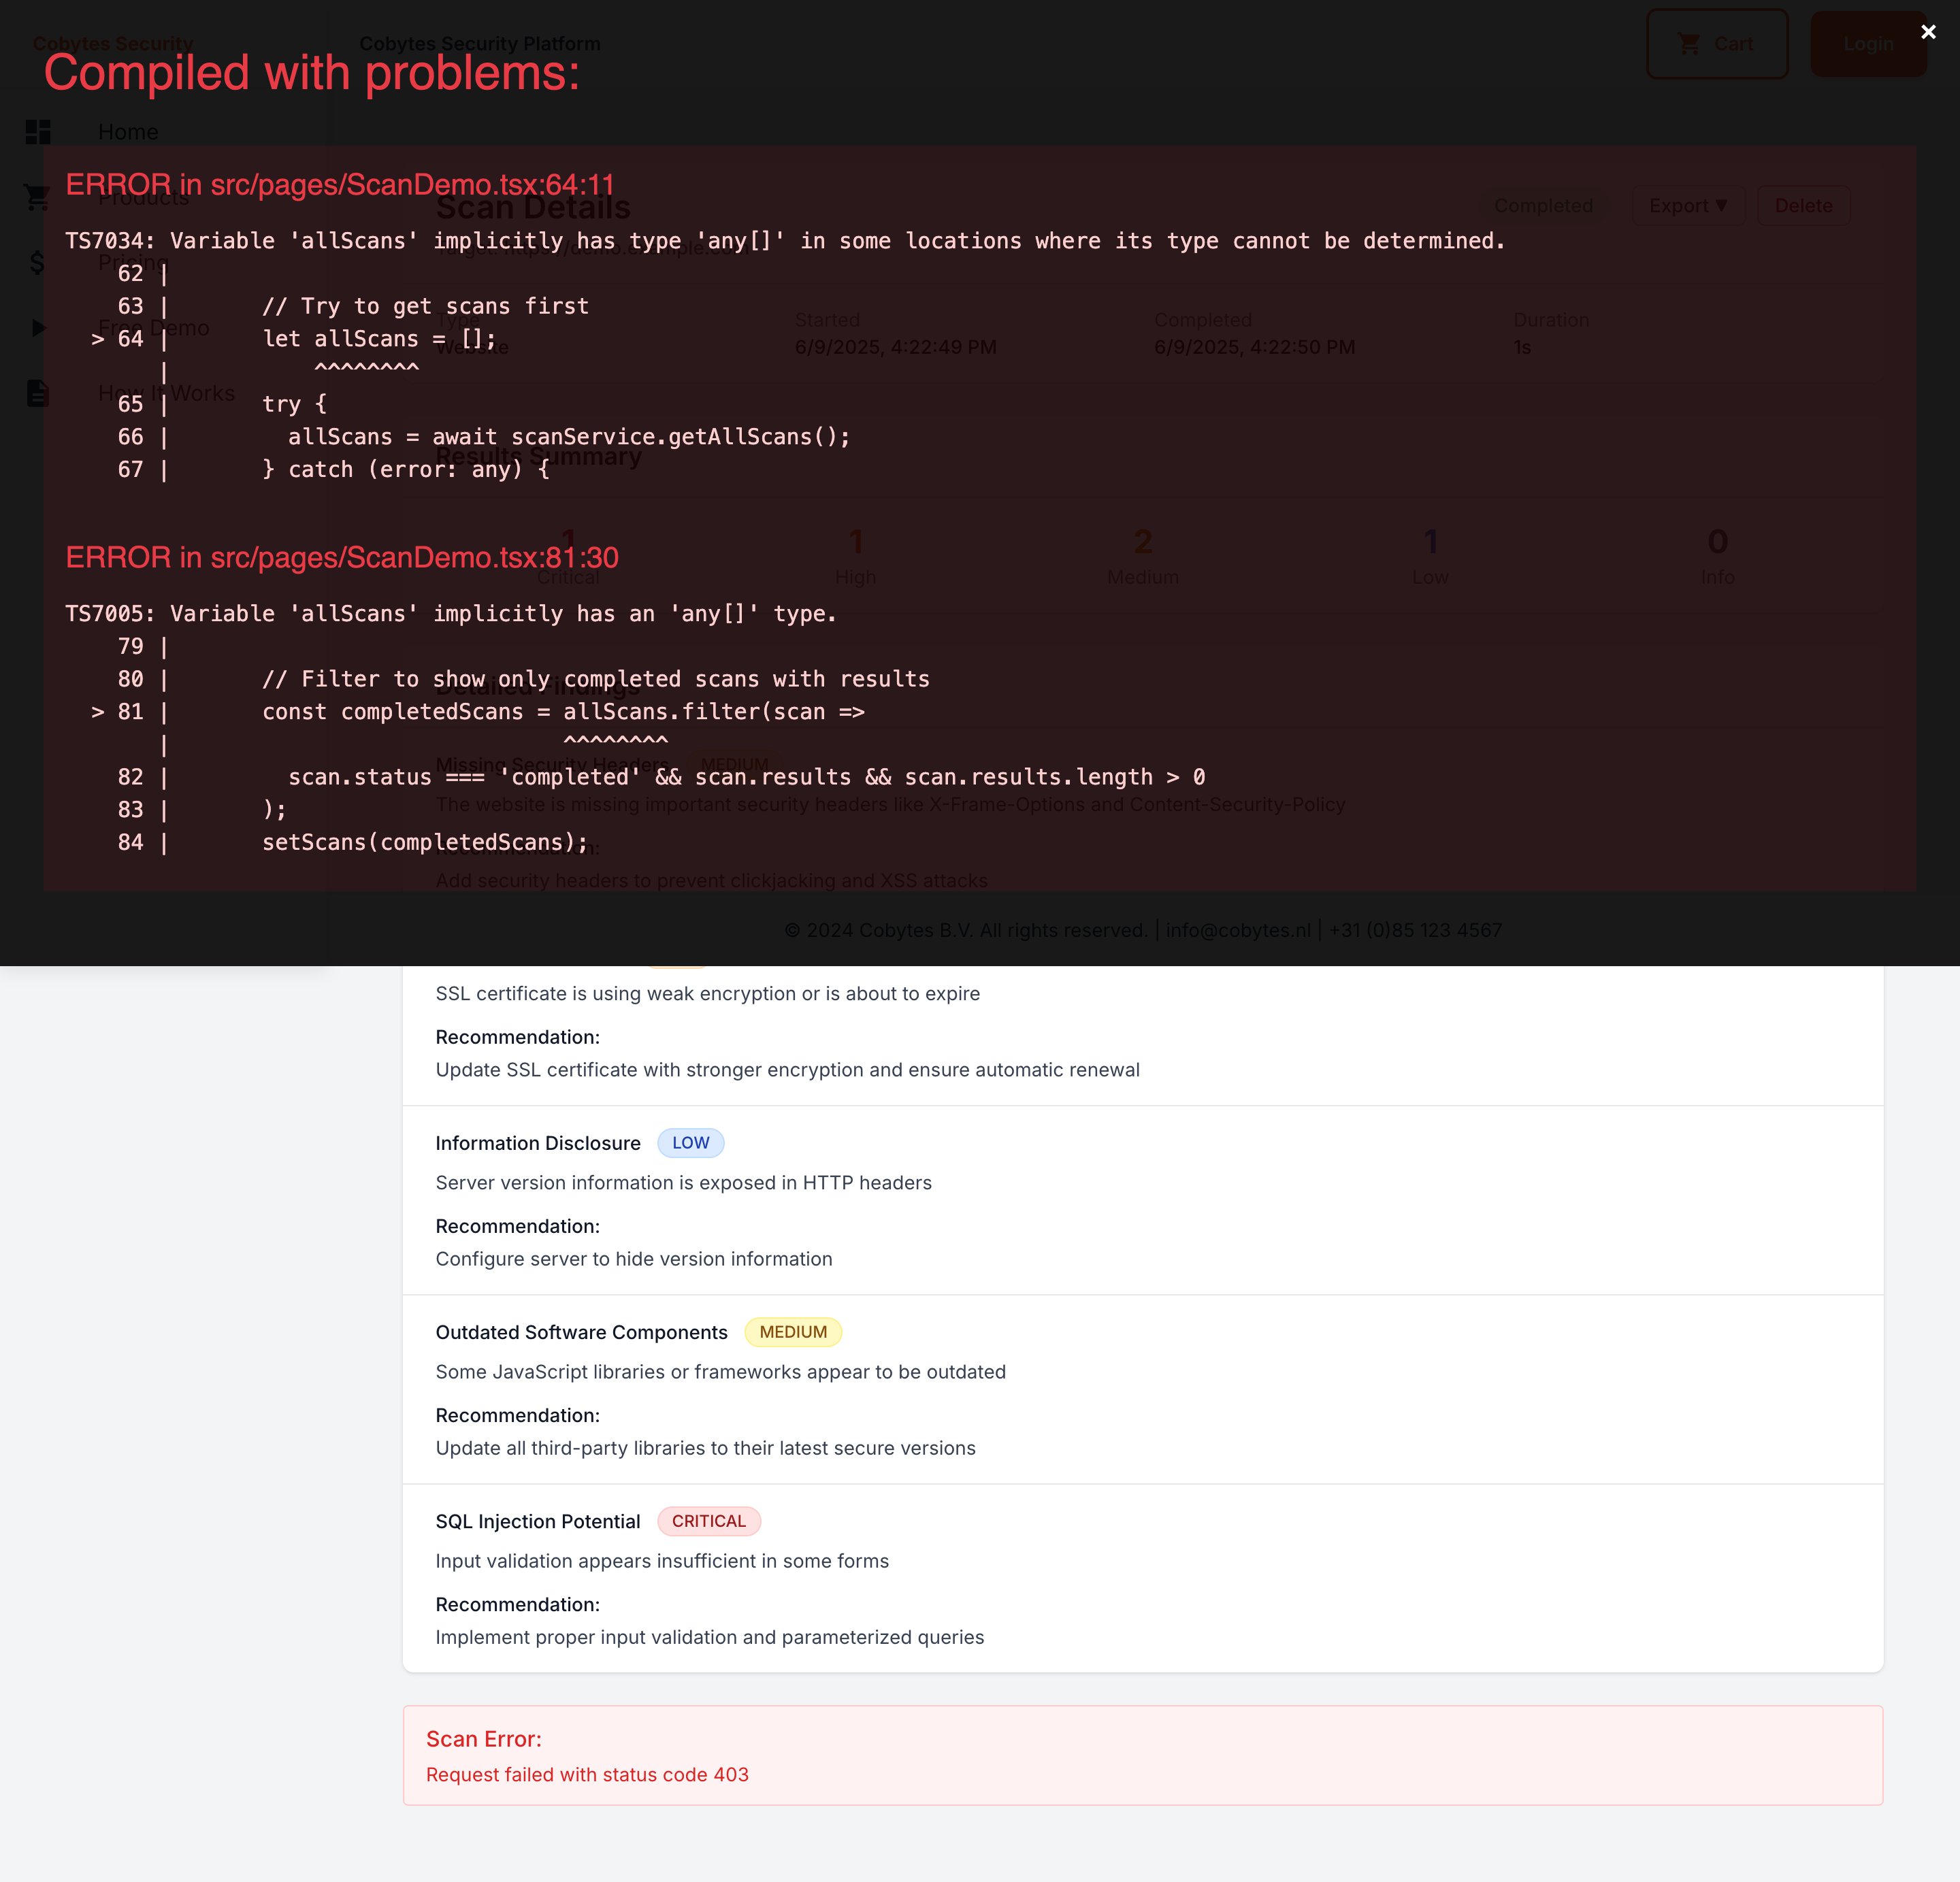 Cobytes Security
Cobytes Security Platform
Cart
Login
×
Compiled with problems:
Home
Products
Pricing
Free Demo
How It Works
ERROR in src/pages/ScanDemo.tsx:64:11
TS7034: Variable 'allScans' implicitly has type 'any[]' in some locations where its type cannot be determined.
62 |
63 | // Try to get scans first
> 64 | let allScans = [];
| ^^^^^^^^
65 | try {
66 | allScans = await scanService.getAllScans();
67 | } catch (error: any) {
ERROR in src/pages/ScanDemo.tsx:81:30
TS7005: Variable 'allScans' implicitly has an 'any[]' type.
79 |
80 | // Filter to show only completed scans with results
> 81 | const completedScans = allScans.filter(scan =>
| ^^^^^^^^
82 | scan.status === 'completed' && scan.results && scan.results.length > 0
83 | );
84 | setScans(completedScans);
Scan Details
Completed
Export ▼
Delete
Type
Started
Completed
Duration
Website
6/9/2025, 4:22:49 PM
6/9/2025, 4:22:50 PM
1s
Results Summary
1
1
2
1
0
Critical
High
Medium
Low
Info
Detailed Findings
Missing Security Headers
MEDIUM
The website is missing important security headers like X-Frame-Options and Content-Security-Policy
Add security headers to prevent clickjacking and XSS attacks
© 2024 Cobytes B.V. All rights reserved. | info@cobytes.nl | +31 (0)85 123 4567
SSL certificate is using weak encryption or is about to expire
Recommendation:
Update SSL certificate with stronger encryption and ensure automatic renewal
Information Disclosure
LOW
Server version information is exposed in HTTP headers
Recommendation:
Configure server to hide version information
Outdated Software Components
MEDIUM
Some JavaScript libraries or frameworks appear to be outdated
Recommendation:
Update all third-party libraries to their latest secure versions
SQL Injection Potential
CRITICAL
Input validation appears insufficient in some forms
Recommendation:
Implement proper input validation and parameterized queries
Scan Error:
Request failed with status code 403